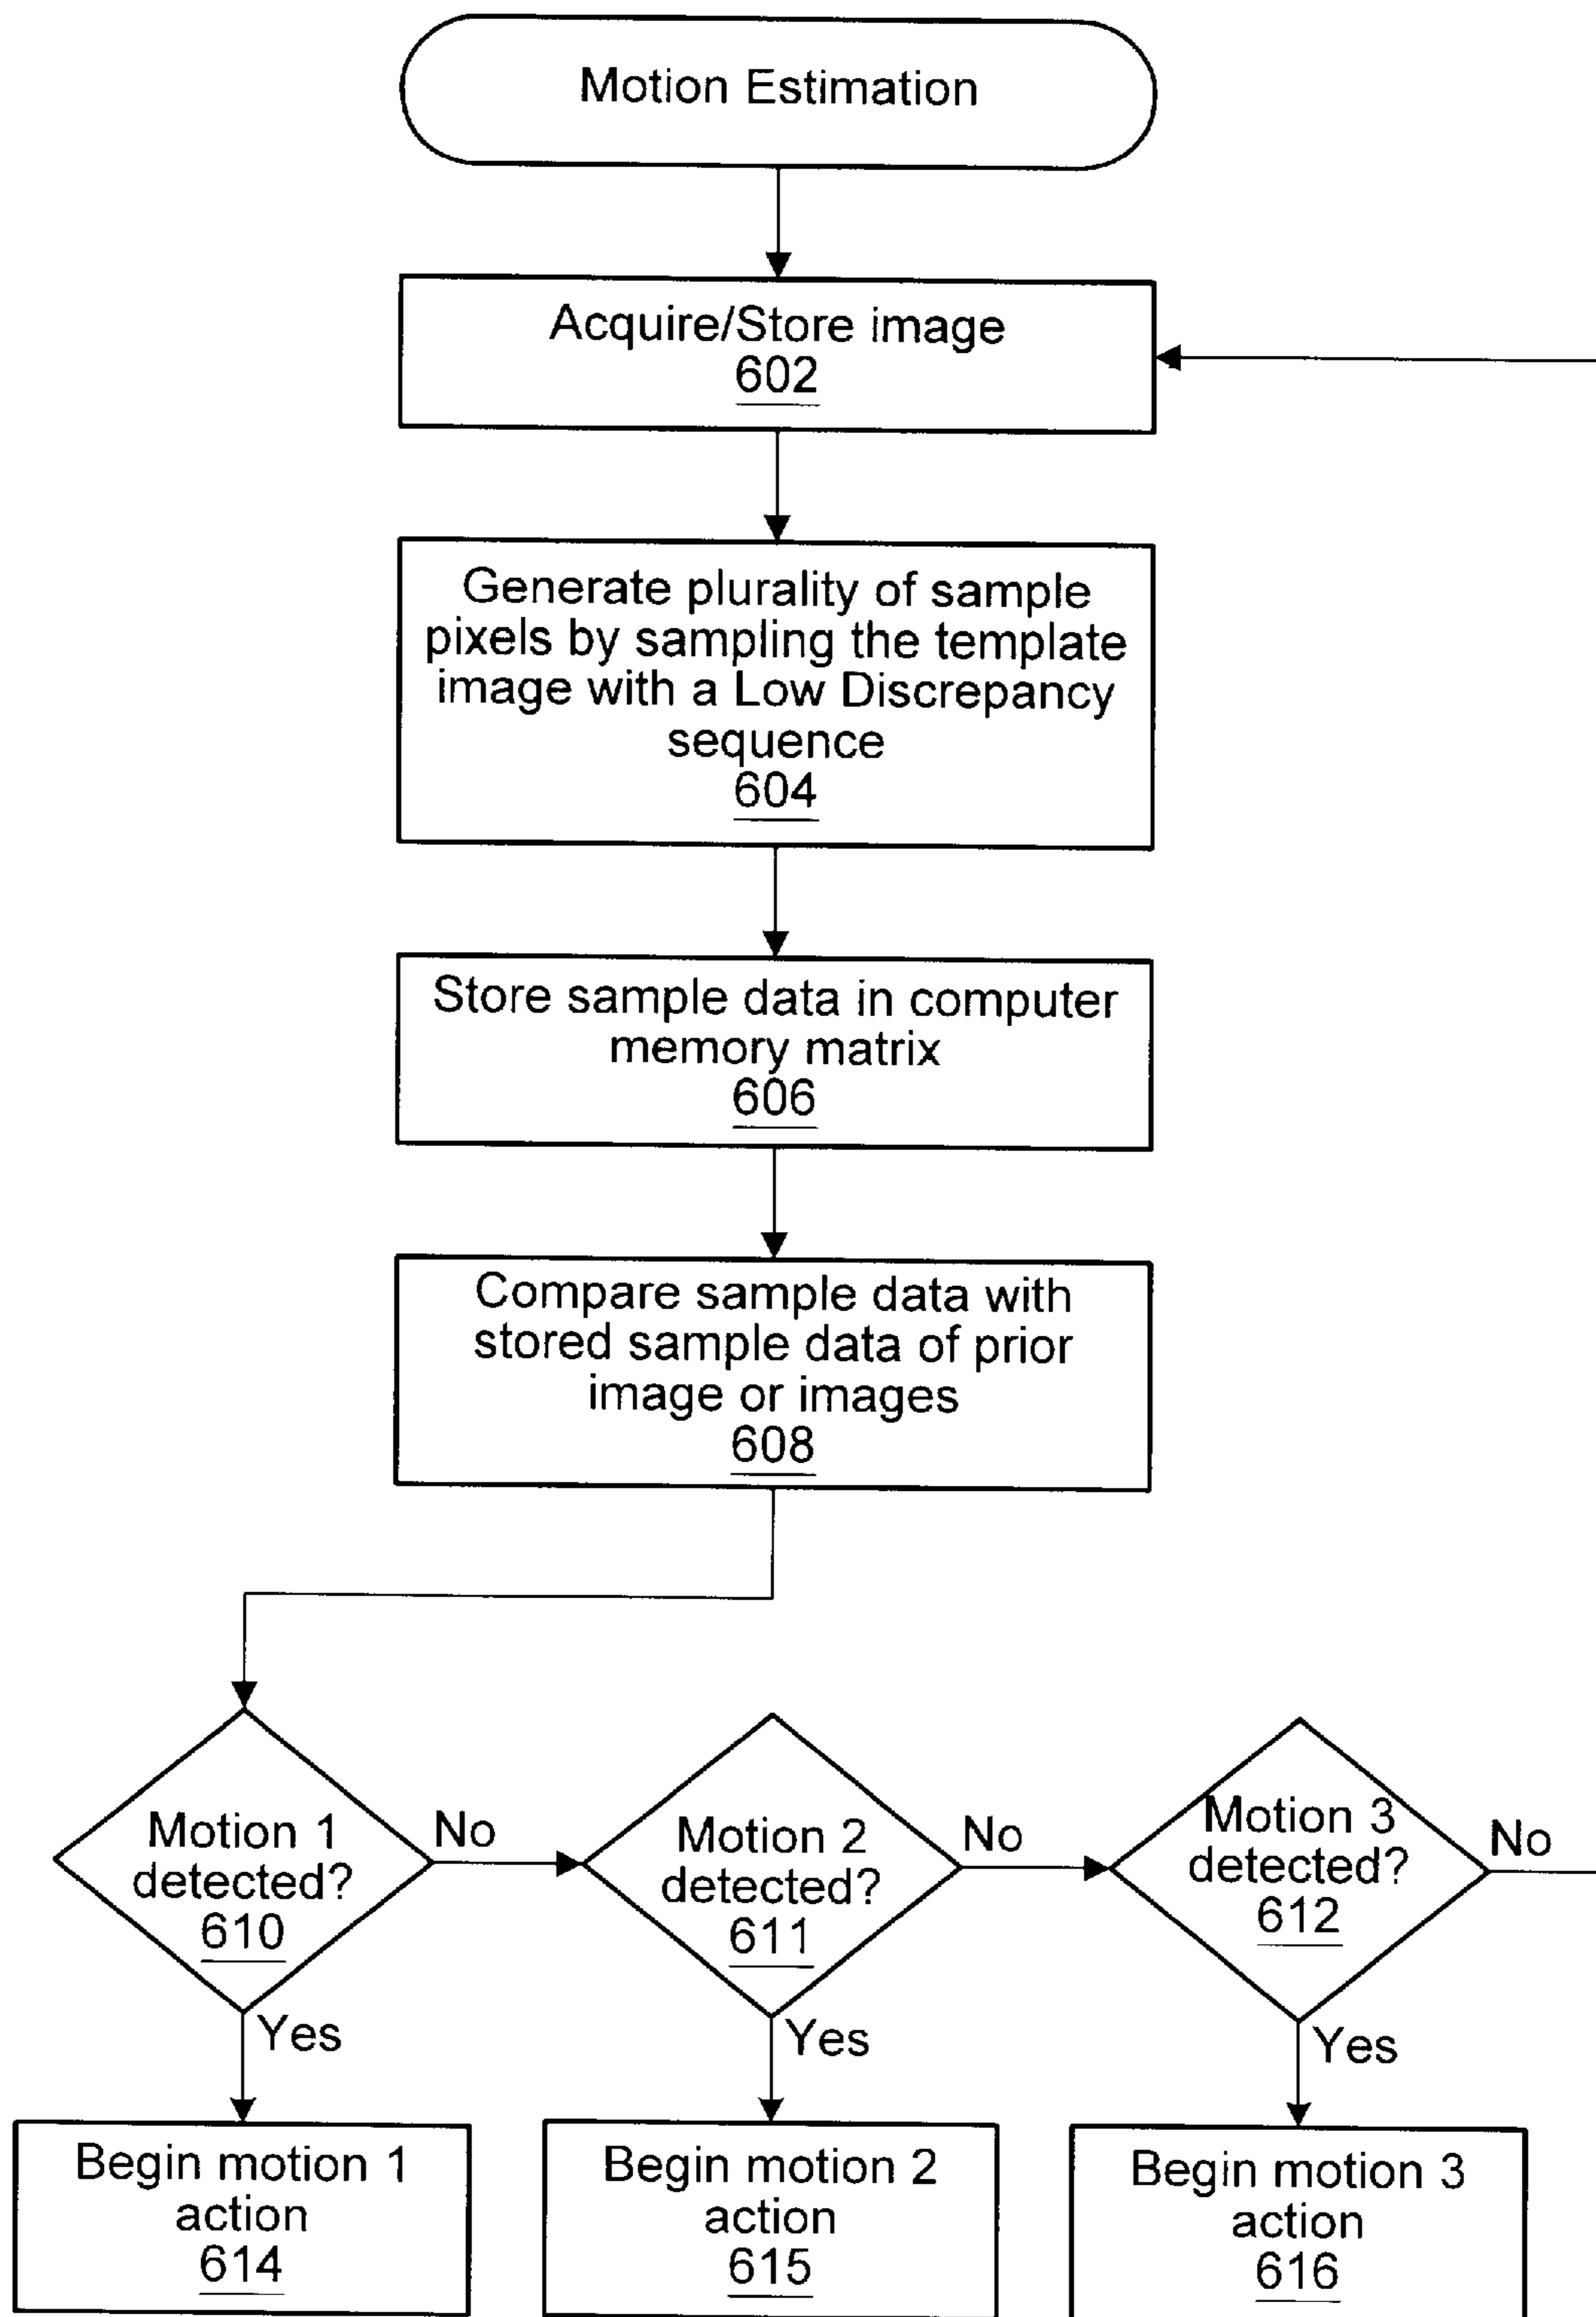 Motion Estimation
Acquire/Store image
602
Generate plurality of sample
pixels by sampling the template
image with a Low Discrepancy
sequence
604
Store sample data in computer
memory matrix
606
Compare sample data with
stored sample data of prior
image or images
608
Motion 1
detected?
610
No
Motion 2
detected?
611
No
Motion 3
detected?
612
No
Yes
Yes
Yes
Begin motion 1
action
614
Begin motion 2
action
615
Begin motion 3
action
616